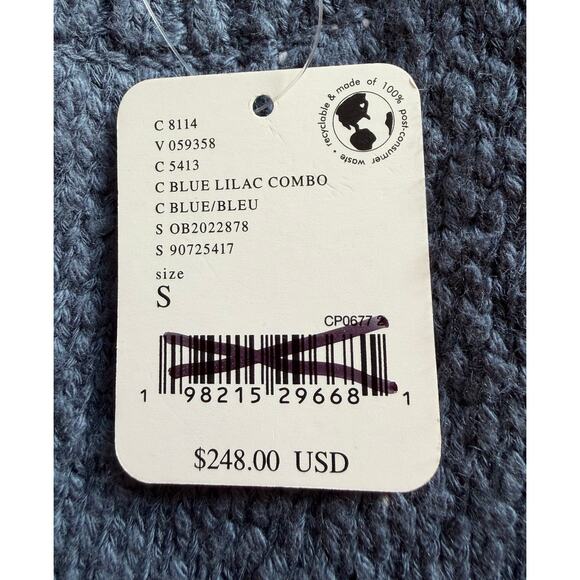 C 8114
V 059358
C 5413
C BLUE LILAC COMBO
C BLUE/BLEU
S OB2022878
S 90725417
size
S
recyclable & made of 100% post-consumer waste •
CP0677 2
1 98215 29668 1
$248.00 USD